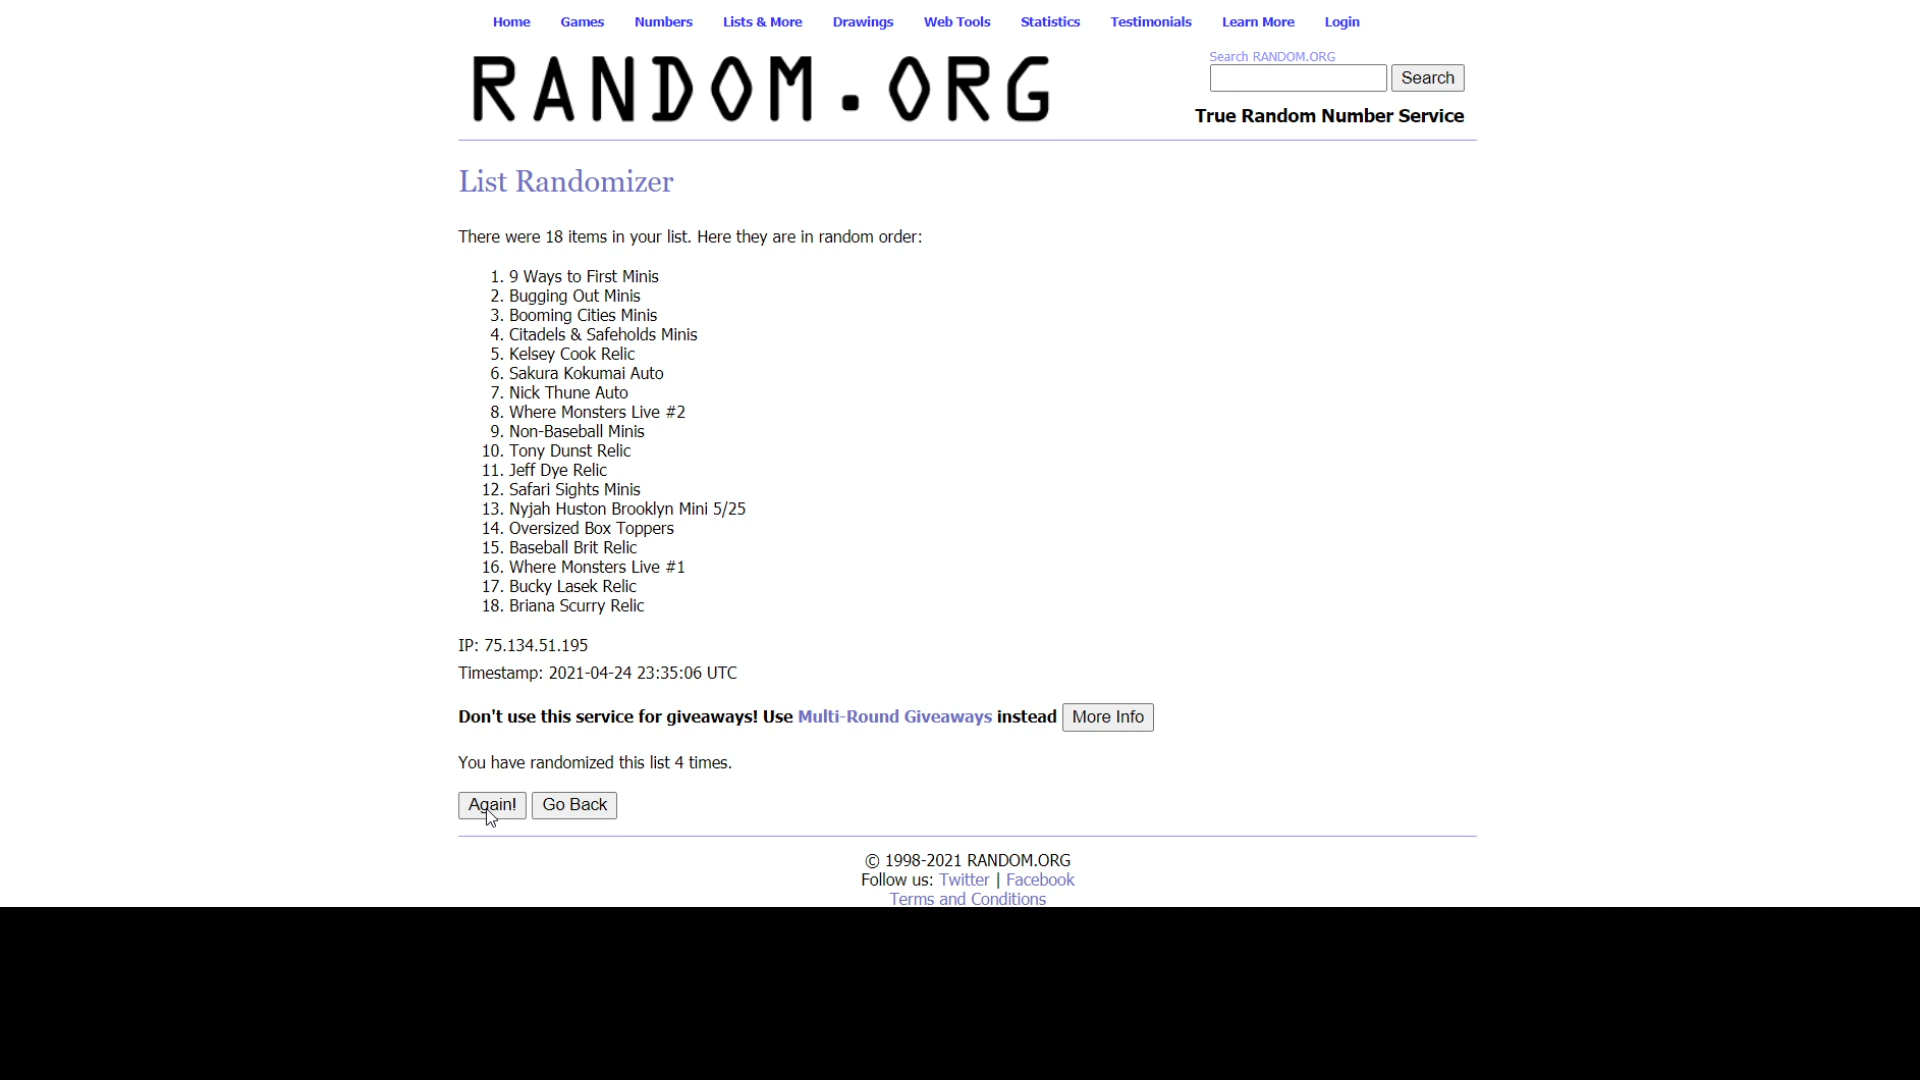 Home Games Numbers Lists & More Drawings Web Tools Statistics Testimonials Learn More Login
RANDOM.ORG
Search RANDOM.ORG
Search
True Random Number Service
List Randomizer
There were 18 items in your list. Here they are in random order:
1. 9 Ways to First Minis
2. Bugging Out Minis
3. Booming Cities Minis
4. Citadels & Safeholds Minis
5. Kelsey Cook Relic
6. Sakura Kokumai Auto
7. Nick Thune Auto
8. Where Monsters Live #2
9. Non-Baseball Minis
10. Tony Dunst Relic
11. Jeff Dye Relic
12. Safari Sights Minis
13. Nyjah Huston Brooklyn Mini 5/25
14. Oversized Box Toppers
15. Baseball Brit Relic
16. Where Monsters Live #1
17. Bucky Lasek Relic
18. Briana Scurry Relic
IP: 75.134.51.195
Timestamp: 2021-04-24 23:35:06 UTC
Don't use this service for giveaways! Use Multi-Round Giveaways instead More Info
You have randomized this list 4 times.
Again! Go Back
© 1998-2021 RANDOM.ORG
Follow us: Twitter | Facebook
Terms and Conditions